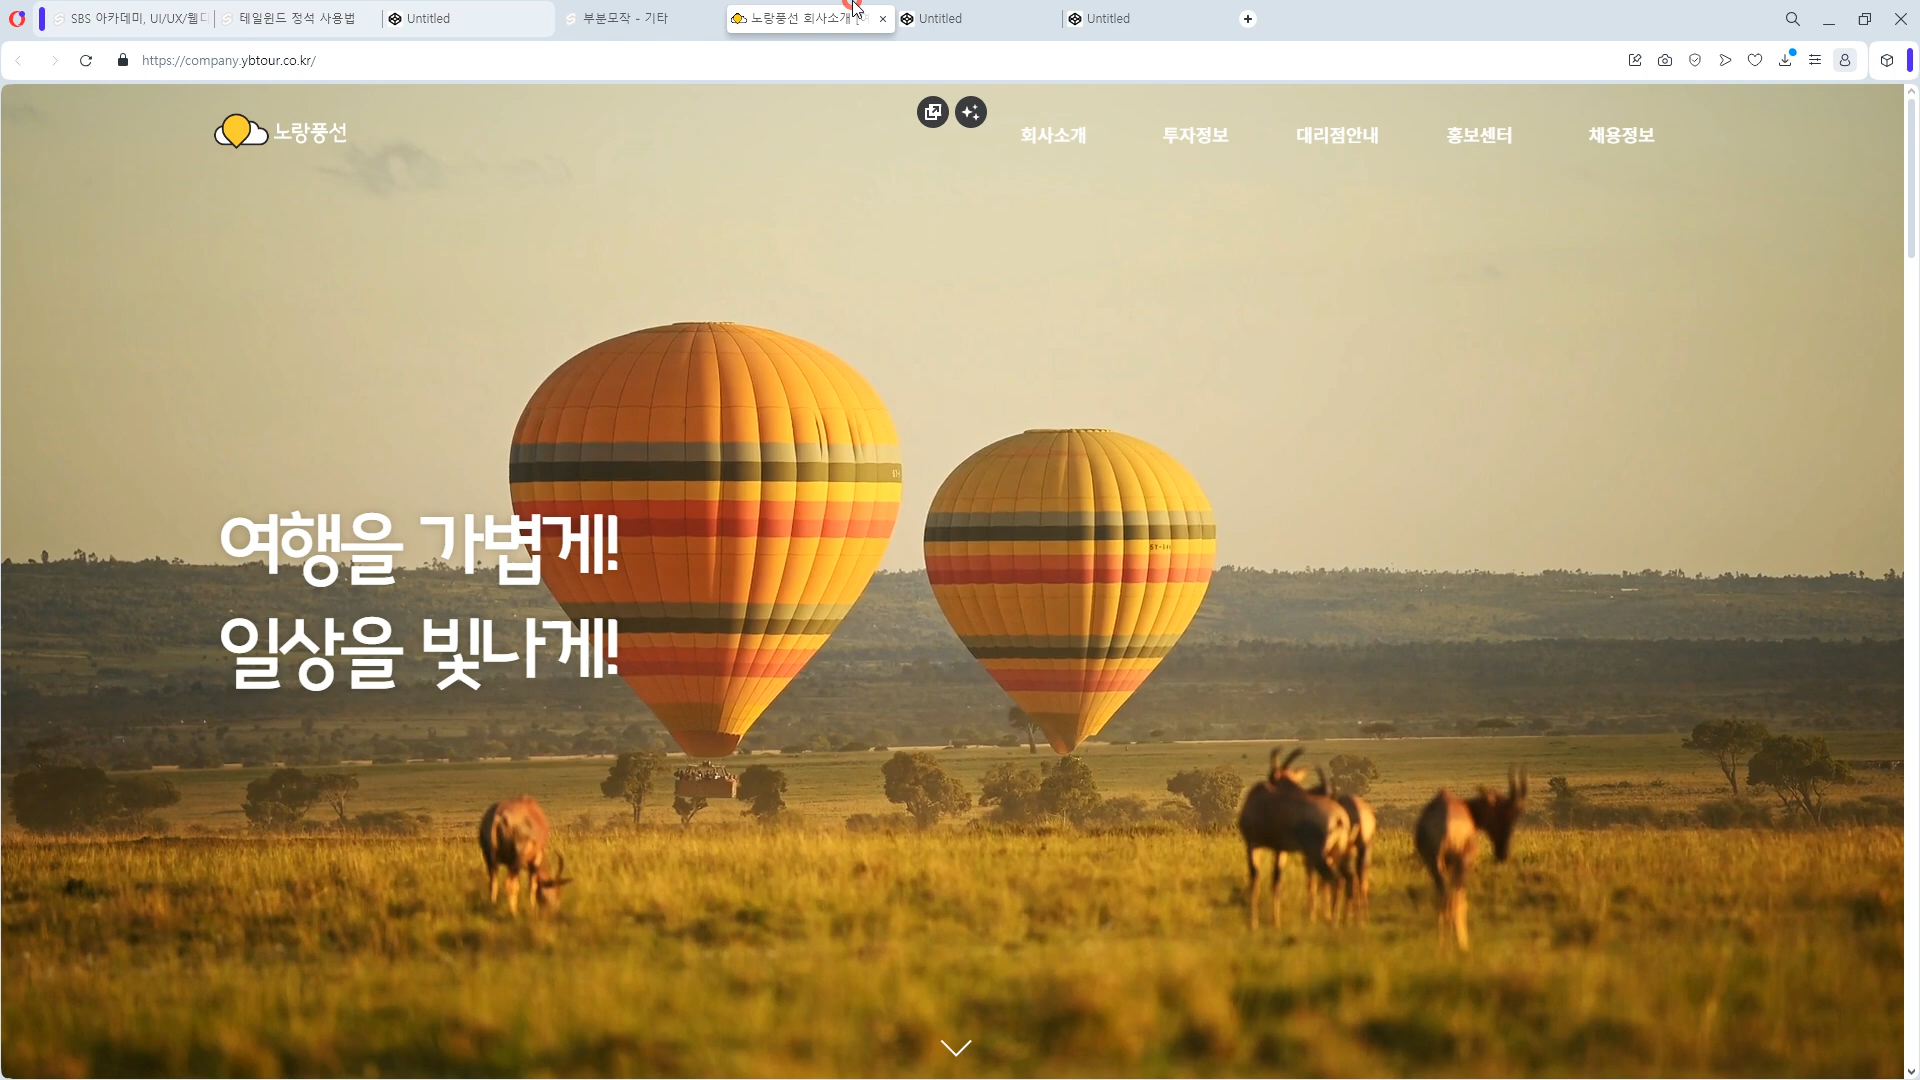 SBS 아카데미, UI/UX/웹디
테일윈드 정석 사용법
Untitled
부분모작 - 기타
노랑풍선 회사소개
Untitled
Untitled
https://company.ybtour.co.kr/
노랑풍선
회사소개
투자정보
대리점안내
홍보센터
채용정보
여행을 가볍게!
일상을 빛나게!